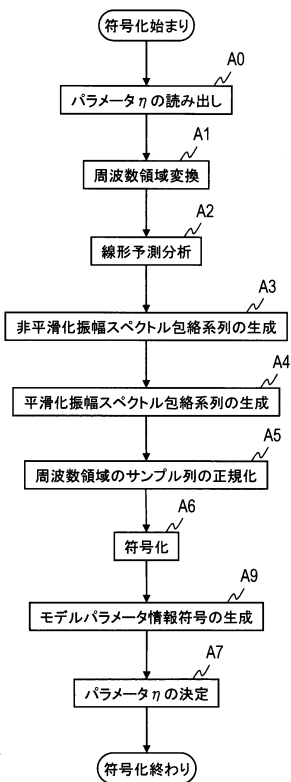 符号化始まり
A0
パラメータηの読み出し
A1
周波数領域変換
A2
線形予測分析
A3
非平滑化振幅スペクトル包絡系列の生成
A4
平滑化振幅スペクトル包絡系列の生成
A5
周波数領域のサンプル列の正規化
A6
符号化
A9
モデルパラメータ情報符号の生成
A7
パラメータηの決定
符号化終わり